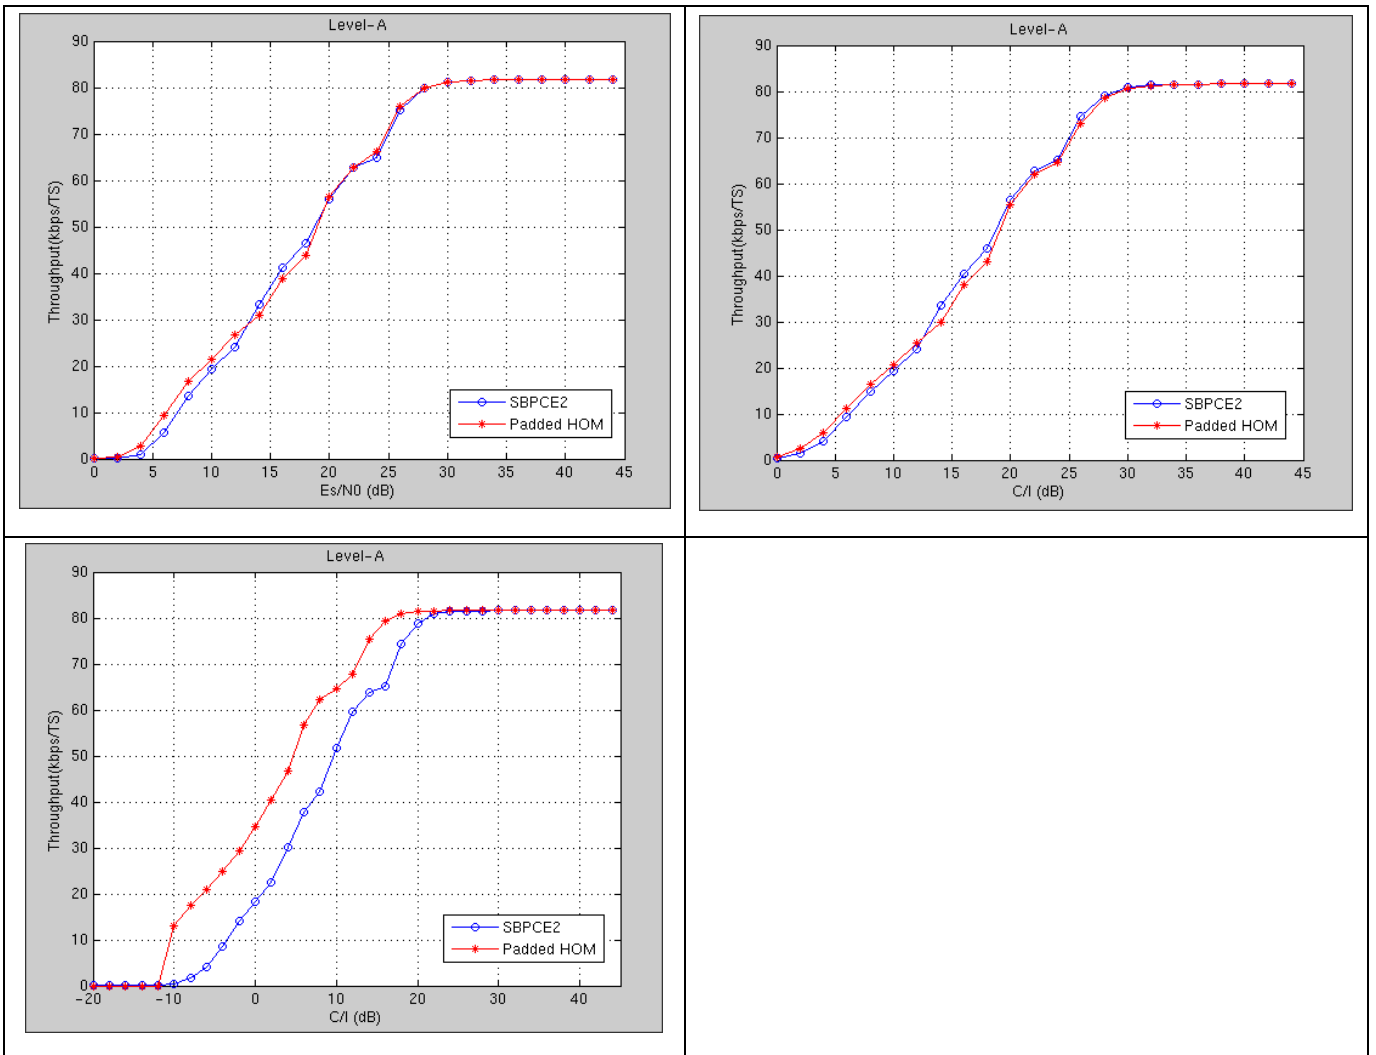 Level-A
90
80
70
60
50
40
30
20
10
0
Throughput(kbps/TS)
0 5 10 15 20 25 30 35 40 45
Es/N0 (dB)
SBPCE2
Padded HOM
Level-A
90
80
70
60
50
40
30
20
10
0
Throughput(kbps/TS)
0 5 10 15 20 25 30 35 40 45
C/I (dB)
SBPCE2
Padded HOM
Level-A
90
80
70
60
50
40
30
20
10
0
Throughput(kbps/TS)
-20 -10 0 10 20 30 40
C/I (dB)
SBPCE2
Padded HOM